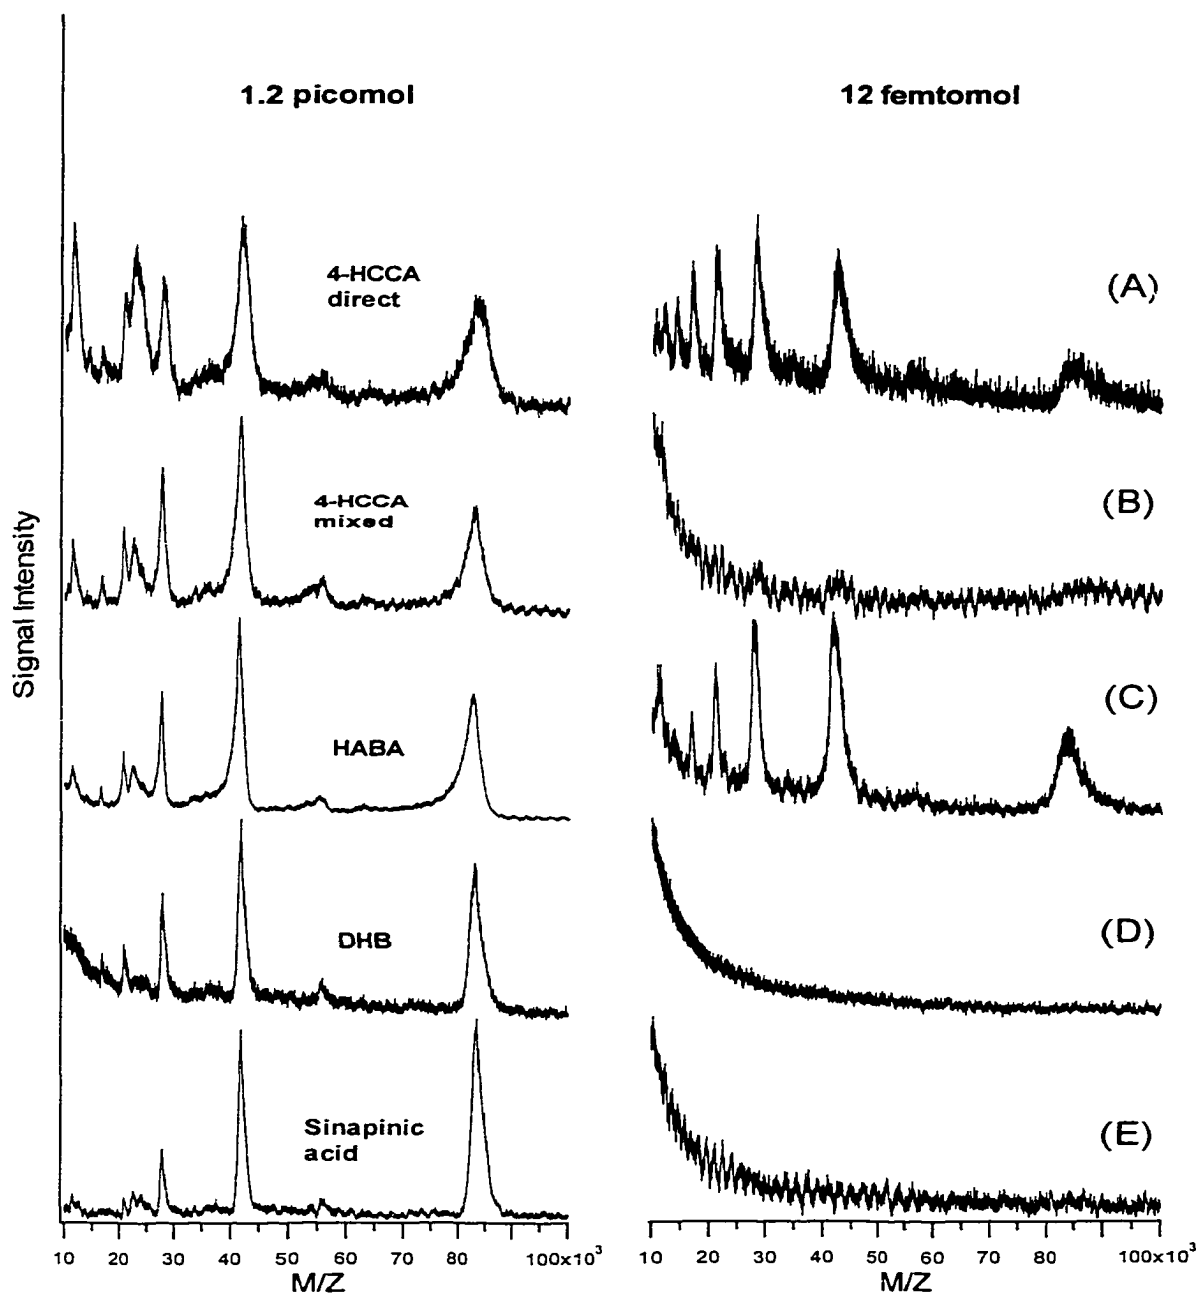 1.2 picomol
12 femtomol
4-HCCA
direct
(A)
4-HCCA
mixed
(B)
Signal Intensity
HABA
(C)
DHB
(D)
Sinapinic
acid
(E)
10 20 30 40 50 60 70 80 100x10³
M/Z
10 20 30 40 50 60 70 80 100x10³
M/Z